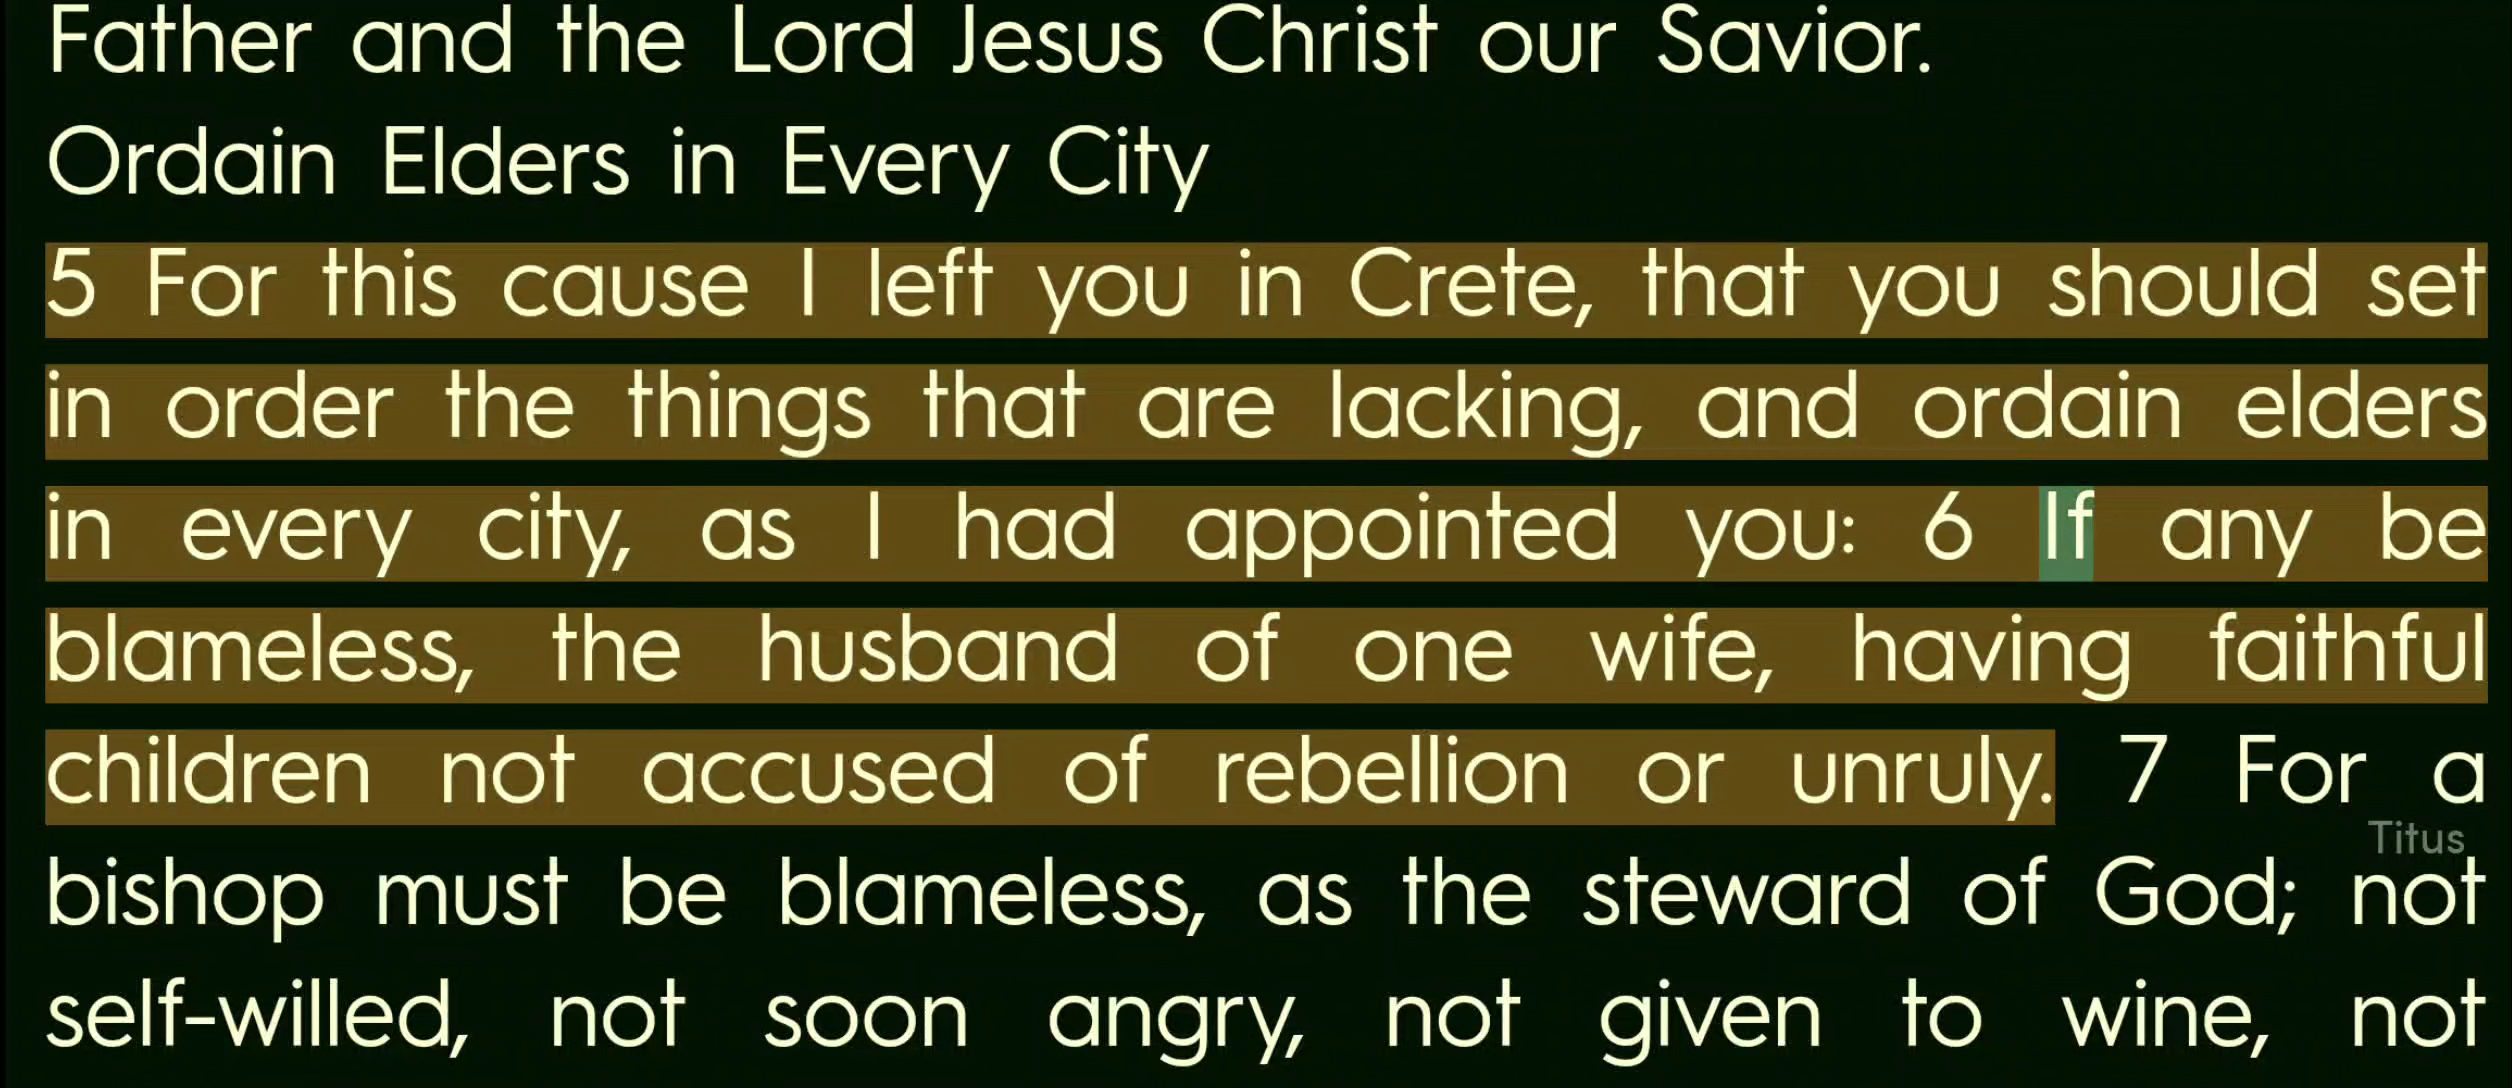 Father and the Lord Jesus Christ our Savior.
Ordain Elders in Every City
5 For this cause I left you in Crete, that you should set
in order the things that are lacking, and ordain elders
in every city, as I had appointed you: 6 If any be
blameless, the husband of one wife, having faithful
children not accused of rebellion or unruly. 7 For a
Titus
bishop must be blameless, as the steward of God; not
self-willed, not soon angry, not given to wine, not